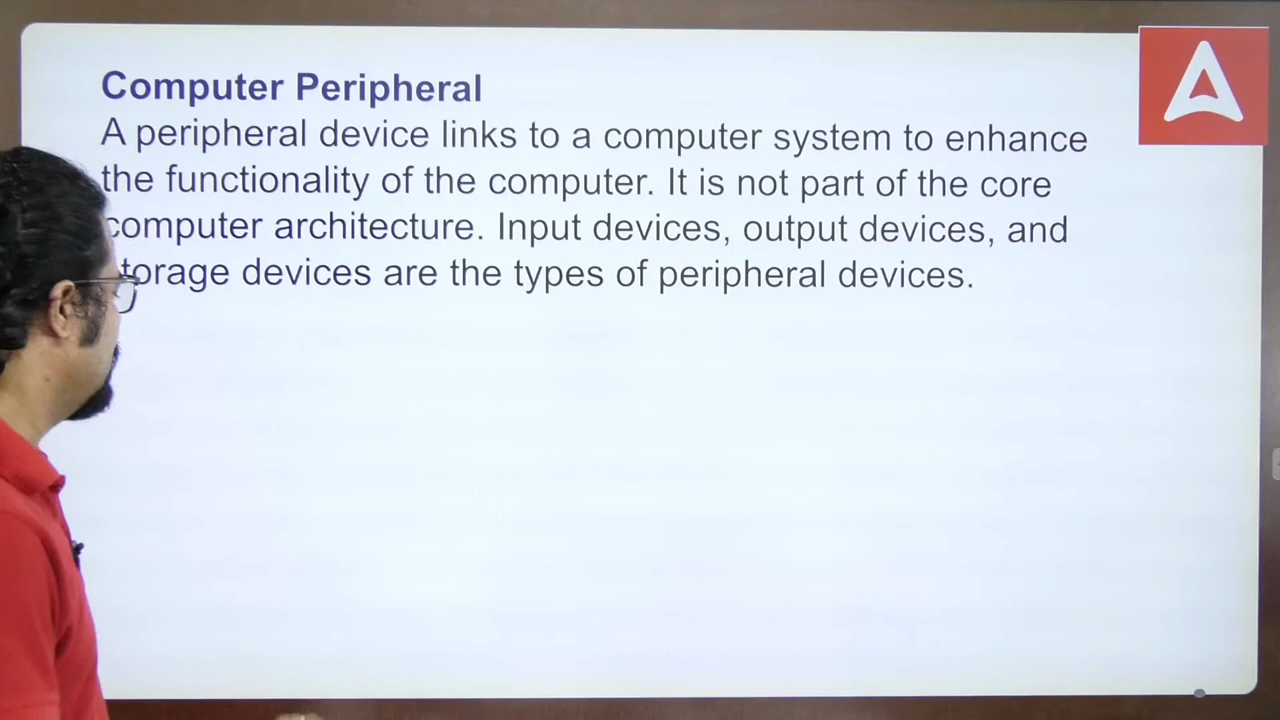 Computer Peripheral
A peripheral device links to a computer system to enhance
the functionality of the computer. It is not part of the core
computer architecture. Input devices, output devices, and
storage devices are the types of peripheral devices.